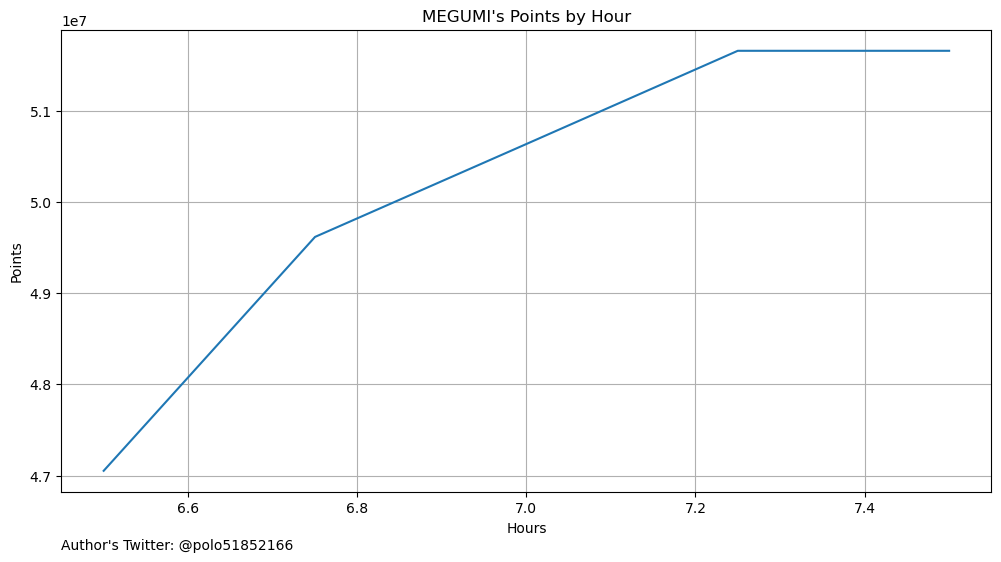 MEGUMI's Points by Hour
1e7
5.1
5.0
4.9
4.8
4.7
Points
6.6 6.8 7.0 7.2 7.4
Hours
Author's Twitter: @polo51852166